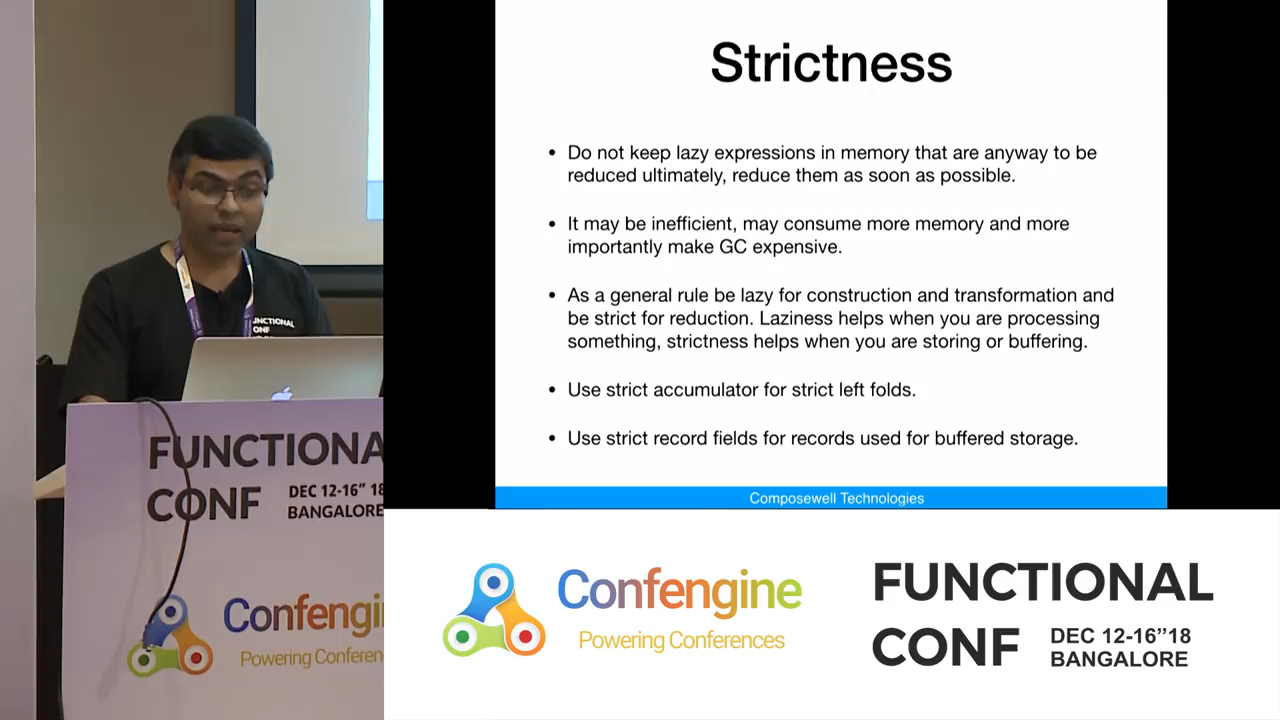 Strictness
• Do not keep lazy expressions in memory that are anyway to be
reduced ultimately, reduce them as soon as possible.
• It may be inefficient, may consume more memory and more
importantly make GC expensive.
• As a general rule be lazy for construction and transformation and
be strict for reduction. Laziness helps when you are processing
something, strictness helps when you are storing or buffering.
• Use strict accumulator for strict left folds.
• Use strict record fields for records used for buffered storage.
Composewell Technologies
UNCTIONAL
ONF
FUNCTIONA
CONF
DEC 12-16" 18
BANGALORE
Confengi
Powering Conferen
Confengine
Powering Conferences
FUNCTIONAL
CONF
DEC 12-16”18
BANGALORE